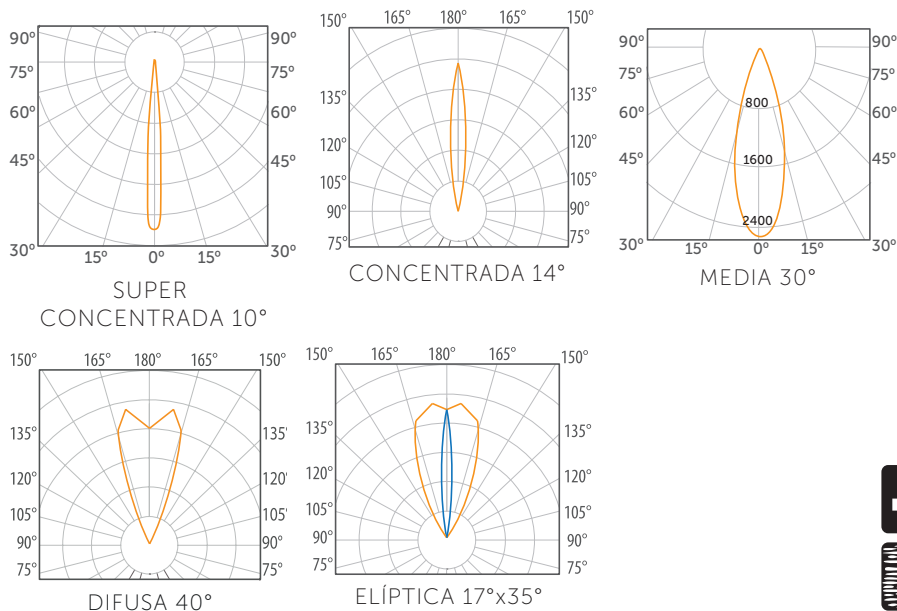 90° 90°
75° 75°
60° 60°
45° 45°
30° 15° 0° 15° 30°
SUPER
CONCENTRADA 10°
150° 165° 180° 165° 150°
135° 135°
120° 120°
105° 105°
90° 90°
75° 75°
CONCENTRADA 14°
90° 90°
75° 75°
800
60° 60°
1600
45° 45°
2400
30° 15° 0° 15° 30°
MEDIA 30°
150° 165° 180° 165° 150°
135° 135'
120° 120'
105° 105'
90° 90°
75° 75°
DIFUSA 40°
150° 165° 180° 165° 150°
135° 135°
120° 120°
105° 105°
90° 90°
75° 75°
ELÍPTICA 17°x35°